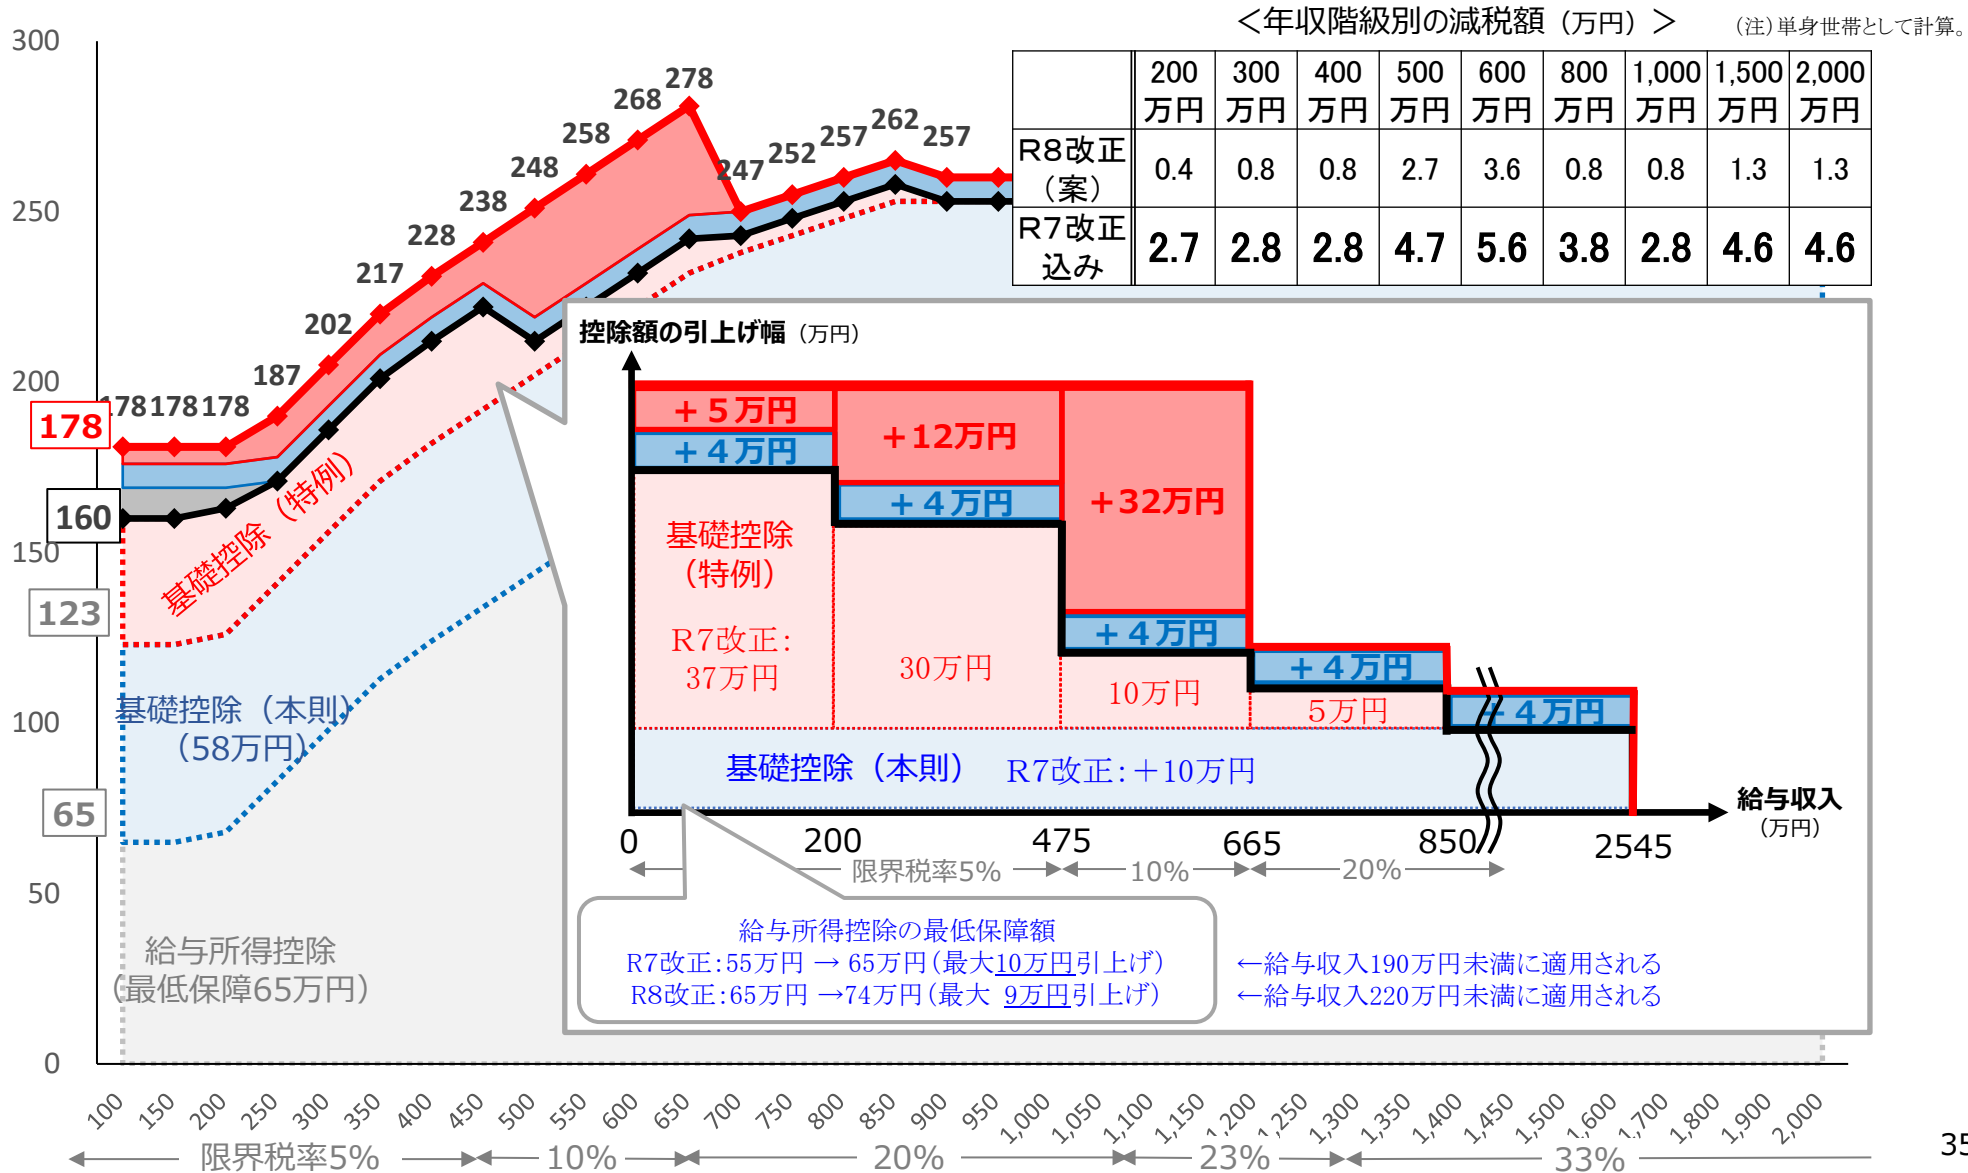 ＜年収階級別の減税額（万円）＞ （注）単身世帯として計算。
200万円 300万円 400万円 500万円 600万円 800万円 1,000万円 1,500万円 2,000万円
R8改正（案） 0.4 0.8 0.8 2.7 3.6 0.8 0.8 1.3 1.3
R7改正込み 2.7 2.8 2.8 4.7 5.6 3.8 2.8 4.6 4.6
300
250
200
150
100
50
0
178 178 178 187 202 217 228 238 248 258 268 278 247 252 257 262 257
178
160
123
65
基礎控除（特例）
基礎控除（本則）
（58万円）
給与所得控除
（最低保障65万円）
控除額の引上げ幅（万円）
＋５万円
＋４万円
＋12万円
＋４万円
＋32万円
＋４万円
＋４万円
＋４万円
基礎控除
（特例）
R7改正：
37万円
30万円
10万円
5万円
基礎控除（本則） R7改正：＋10万円
給与収入
（万円）
0 200 475 665 850 2545
限界税率5% 10% 20%
給与所得控除の最低保障額
R7改正：55万円 → 65万円（最大10万円引上げ）
R8改正：65万円 →74万円（最大 9万円引上げ）
←給与収入190万円未満に適用される
←給与収入220万円未満に適用される
100 150 200 250 300 350 400 450 500 550 600 650 700 750 800 850 900 950 1,000 1,050 1,100 1,150 1,200 1,250 1,300 1,350 1,400 1,450 1,500 1,600 1,700 1,800 1,900 2,000
限界税率5% 10% 20% 23% 33%
35